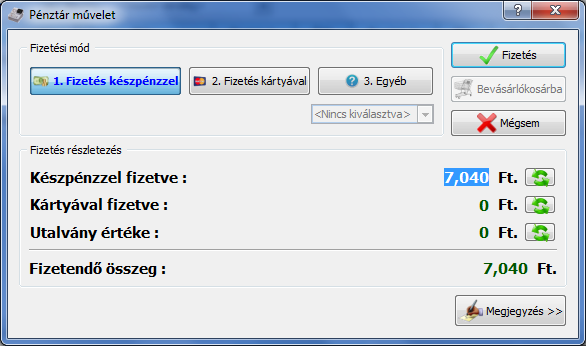 Pénztár művelet
Fizetési mód
1. Fizetés készpénzzel
2. Fizetés kártyával
3. Egyéb
<Nincs kiválasztva>
Fizetés
Bevásárlókosárba
Mégsem
Fizetés részletezés
Készpénzzel fizetve : 7,040 Ft.
Kártyával fizetve : 0 Ft.
Utalvány értéke : 0 Ft.
Fizetendő összeg : 7,040 Ft.
Megjegyzés >>